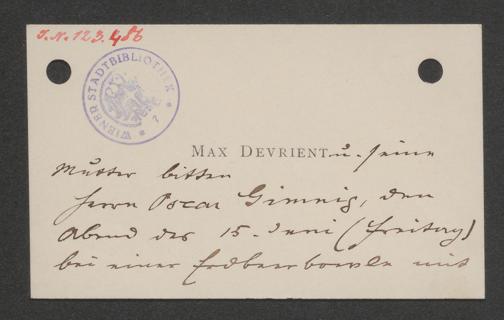 J.N. 123.486
WIENER STADTBIBLIOTHEK
MAX DEVRIENT u. seine
Mutter bitten
Herrn Oscar Gimnig, den
Abend des 15. Juni (Freitag)
bei einer Erdbeerbowle mit